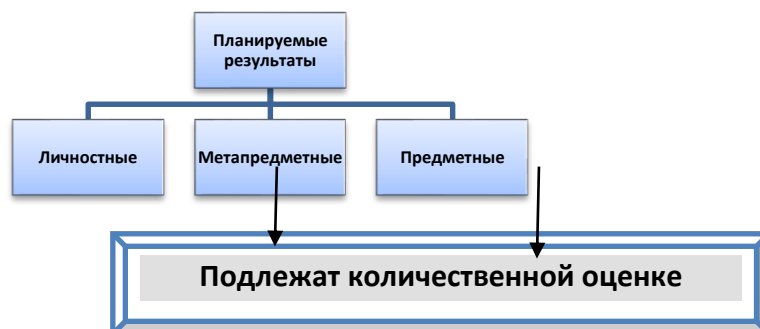 Планируемые
результаты
Личностные
Метапредметные
Предметные
Подлежат количественной оценке